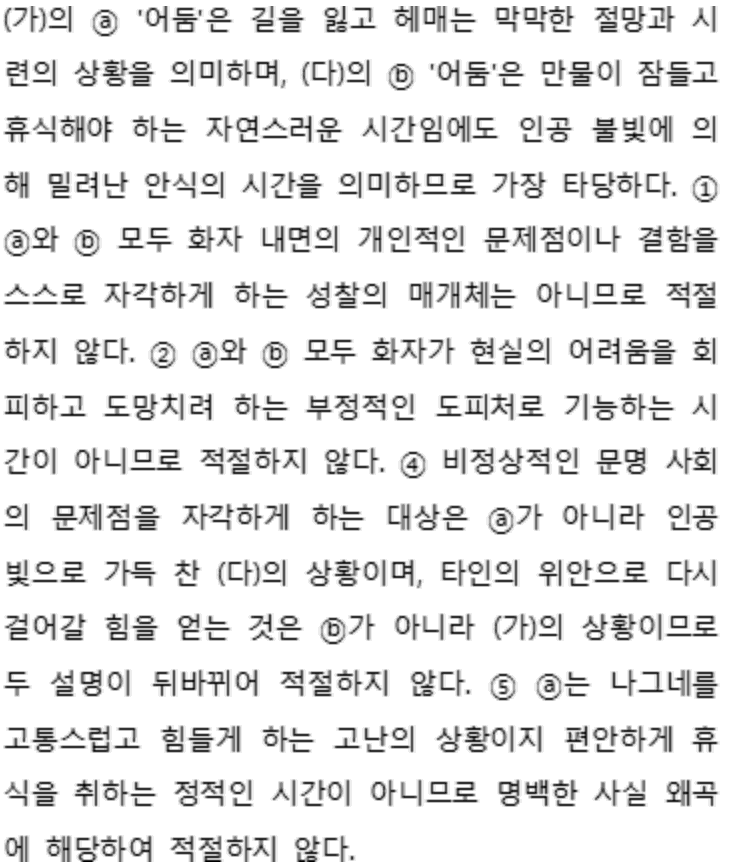 (가)의 ⓐ '어둠'은 길을 잃고 헤매는 막막한 절망과 시
련의 상황을 의미하며, (다)의 ⓑ '어둠'은 만물이 잠들고
휴식해야 하는 자연스러운 시간임에도 인공 불빛에 의
해 밀려난 안식의 시간을 의미하므로 가장 타당하다. ①
ⓐ와 ⓑ 모두 화자 내면의 개인적인 문제점이나 결함을
스스로 자각하게 하는 성찰의 매개체는 아니므로 적절
하지 않다. ② ⓐ와 ⓑ 모두 화자가 현실의 어려움을 회
피하고 도망치려 하는 부정적인 도피처로 기능하는 시
간이 아니므로 적절하지 않다. ④ 비정상적인 문명 사회
의 문제점을 자각하게 하는 대상은 ⓐ가 아니라 인공
빛으로 가득 찬 (다)의 상황이며, 타인의 위안으로 다시
걸어갈 힘을 얻는 것은 ⓑ가 아니라 (가)의 상황이므로
두 설명이 뒤바뀌어 적절하지 않다. ⑤ ⓐ는 나그네를
고통스럽고 힘들게 하는 고난의 상황이지 편안하게 휴
식을 취하는 정적인 시간이 아니므로 명백한 사실 왜곡
에 해당하여 적절하지 않다.